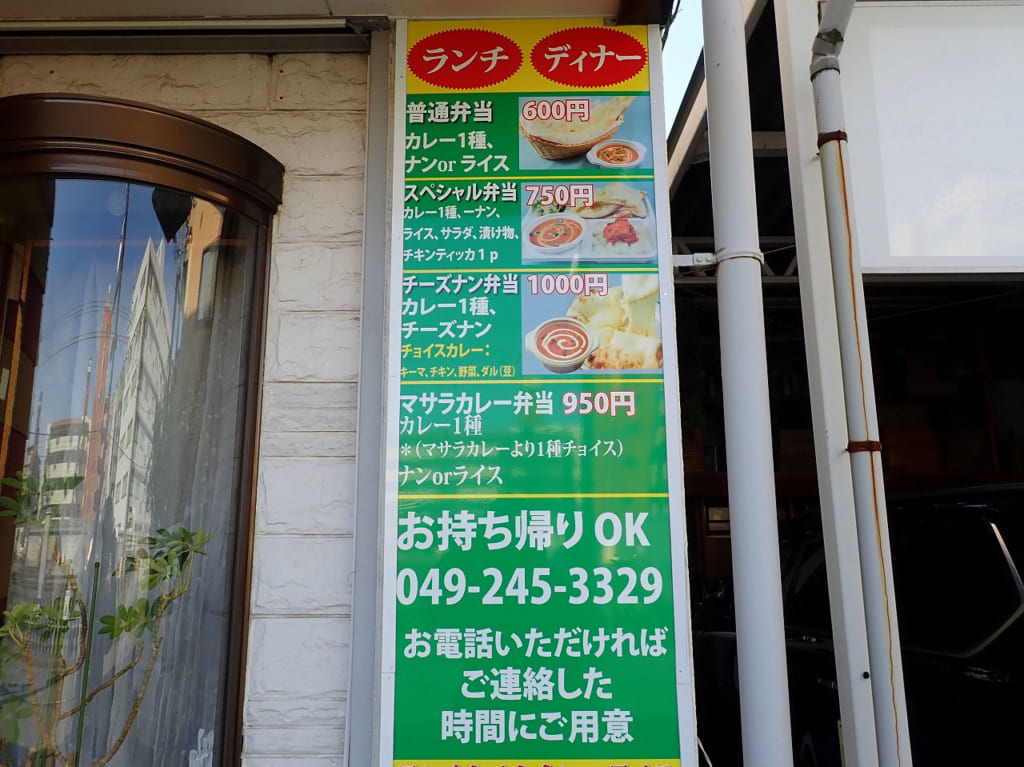 ランチ ディナー
普通弁当 600円
カレー1種、
ナンor ライス
スペシャル弁当 750円
カレー1種、ーナン、
ライス、サラダ、漬け物、
チキンティッカ1p
チーズナン弁当 1000円
カレー1種、
チーズナン
チョイスカレー：
キーマ、チキン、野菜、ダル(豆)
マサラカレー弁当 950円
カレー1種
＊(マサラカレーより1種チョイス)
ナンorライス
お持ち帰り OK
049-245-3329
お電話いただければ
ご連絡した
時間にご用意